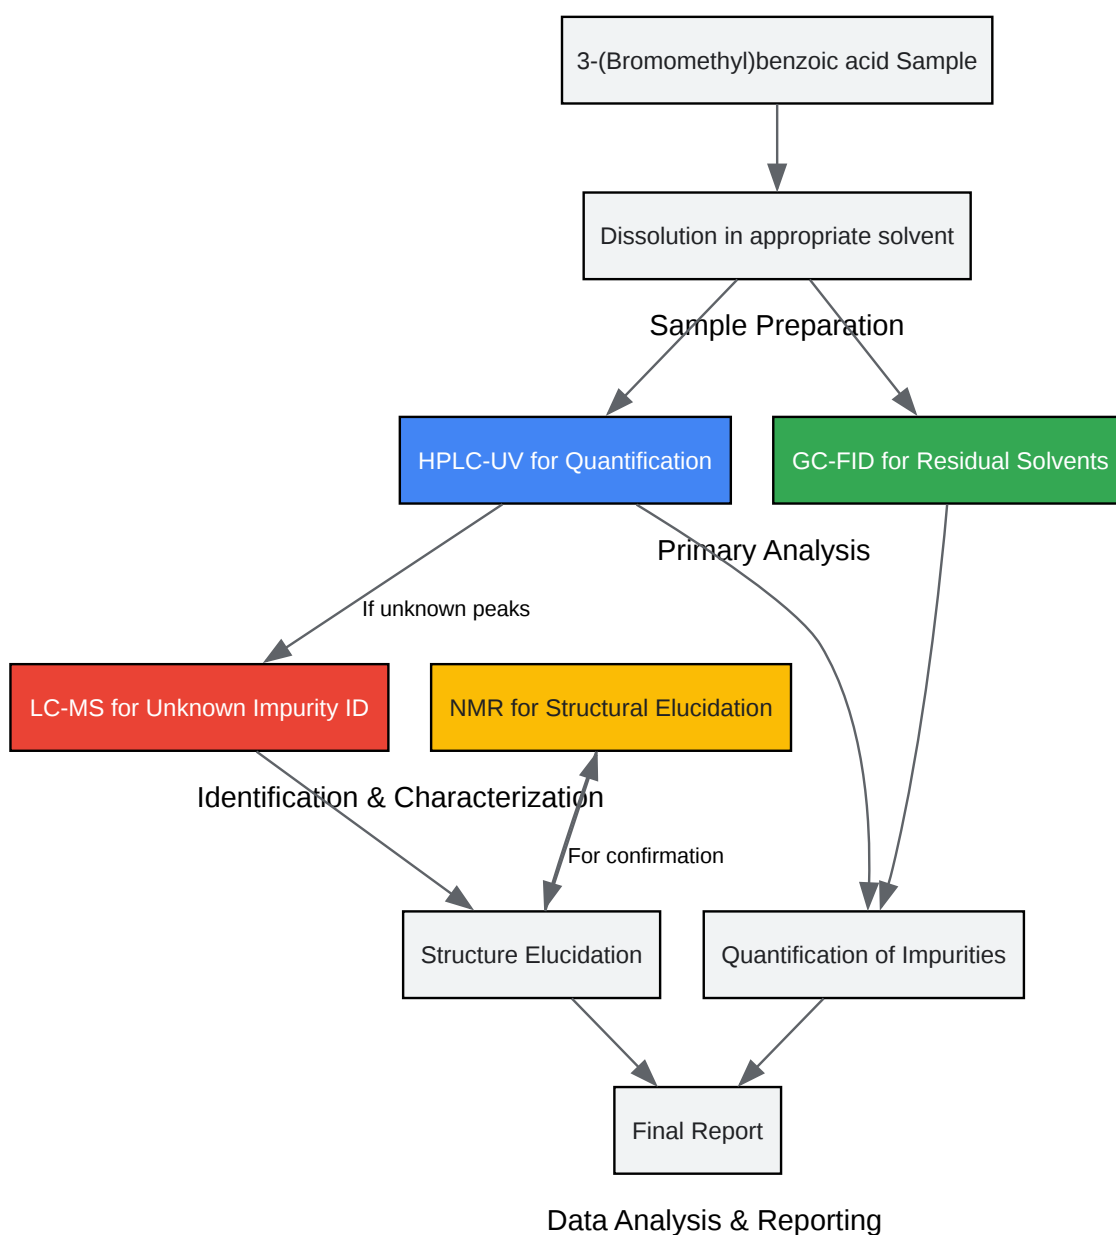 3-(Bromomethyl)benzoic acid Sample
Dissolution in appropriate solvent
Sample Preparation
HPLC-UV for Quantification
GC-FID for Residual Solvents
Primary Analysis
If unknown peaks
LC-MS for Unknown Impurity ID
NMR for Structural Elucidation
Identification & Characterization
For confirmation
Structure Elucidation
Quantification of Impurities
Final Report
Data Analysis & Reporting